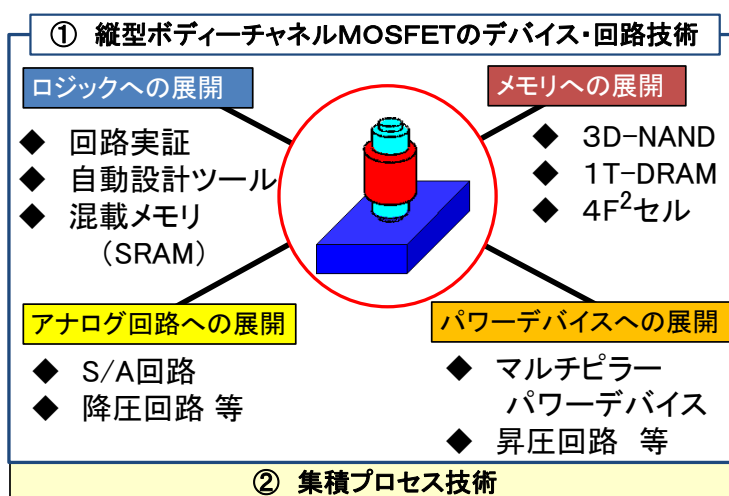 ① 縦型ボディーチャネルMOSFETのデバイス・回路技術
ロジックへの展開
◆ 回路実証
◆ 自動設計ツール
◆ 混載メモリ
（SRAM）
メモリへの展開
◆ 3D-NAND
◆ 1T-DRAM
◆ 4F²セル
アナログ回路への展開
◆ S/A回路
◆ 降圧回路 等
パワーデバイスへの展開
◆ マルチピラー
パワーデバイス
◆ 昇圧回路 等
② 集積プロセス技術